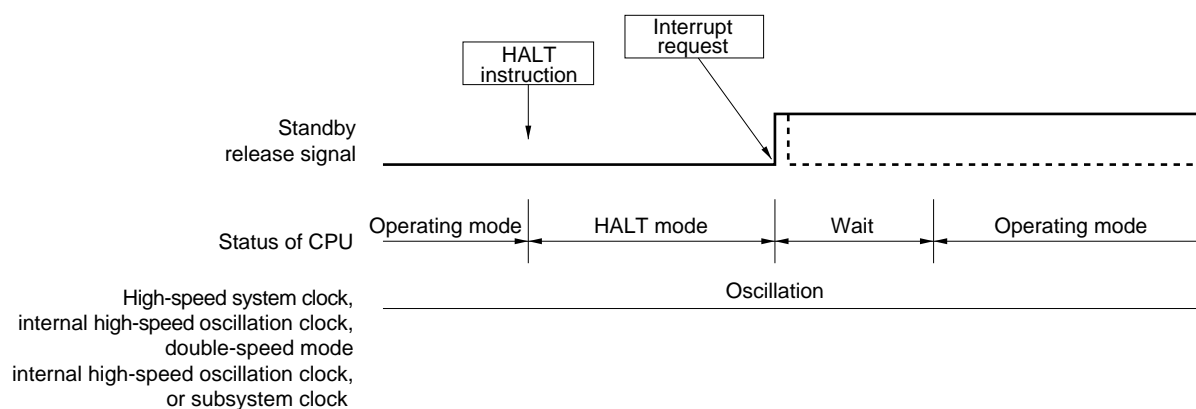 Interrupt
request
HALT
instruction
Standby
release signal
Status of CPU
Operating mode
HALT mode
Wait
Operating mode
High-speed system clock,
internal high-speed oscillation clock,
double-speed mode
internal high-speed oscillation clock,
or subsystem clock
Oscillation